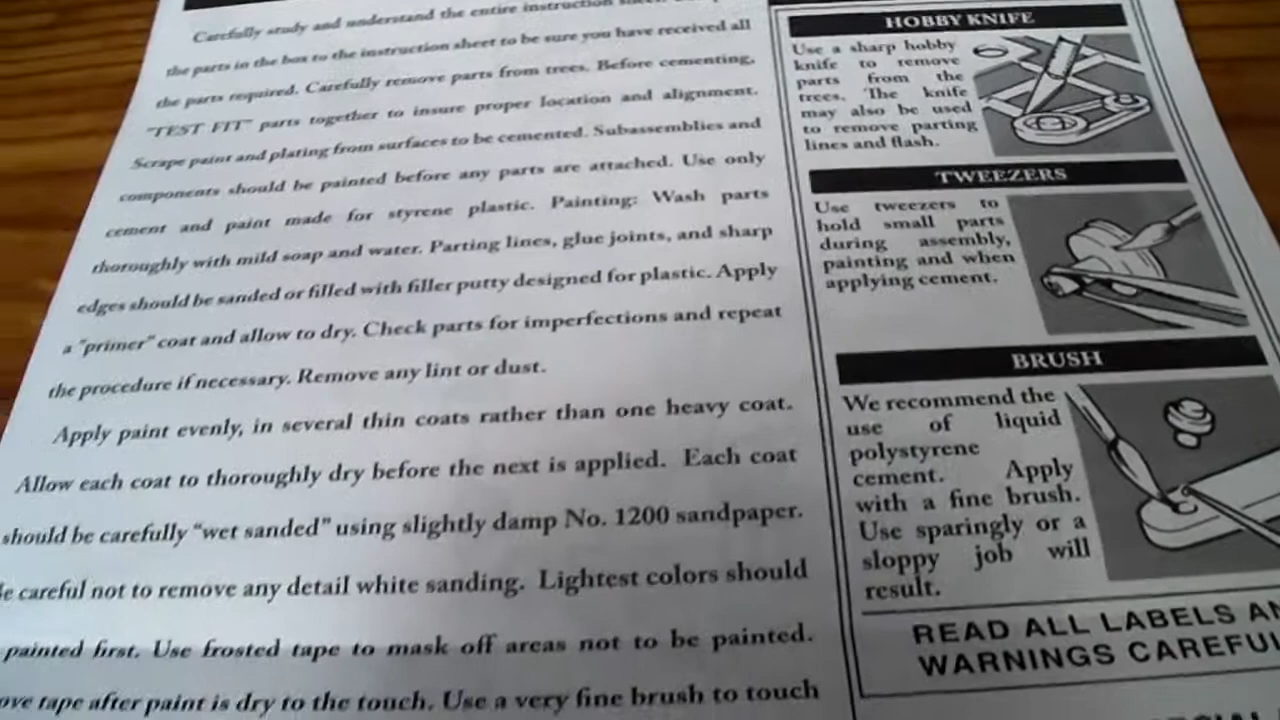 Carefully study and understand the entire instruction
the parts in the box to the instruction sheet to be sure you have received all
the parts required. Carefully remove parts from trees. Before cementing,
"TEST FIT" parts together to insure proper location and alignment.
Scrape paint and plating from surfaces to be cemented. Subassemblies and
components should be painted before any parts are attached. Use only
cement and paint made for styrene plastic. Painting: Wash parts
thoroughly with mild soap and water. Parting lines, glue joints, and sharp
edges should be sanded or filled with filler putty designed for plastic. Apply
a "primer" coat and allow to dry. Check parts for imperfections and repeat
the procedure if necessary. Remove any lint or dust.
Apply paint evenly, in several thin coats rather than one heavy coat.
Allow each coat to thoroughly dry before the next is applied. Each coat
should be carefully "wet sanded" using slightly damp No. 1200 sandpaper.
careful not to remove any detail white sanding. Lightest colors should
painted first. Use frosted tape to mask off areas not to be painted.
tape after paint is dry to the touch. Use a very fine brush to touch
HOBBY KNIFE
Use a sharp hobby
knife to remove
parts from the
trees. The knife
may also be used
to remove parting
lines and flash.
TWEEZERS
Use tweezers to
hold small parts
during assembly,
painting and when
applying cement.
BRUSH
We recommend the
use of liquid
polystyrene
cement. Apply
with a fine brush.
Use sparingly or a
sloppy job will
result.
READ ALL LABELS
WARNINGS